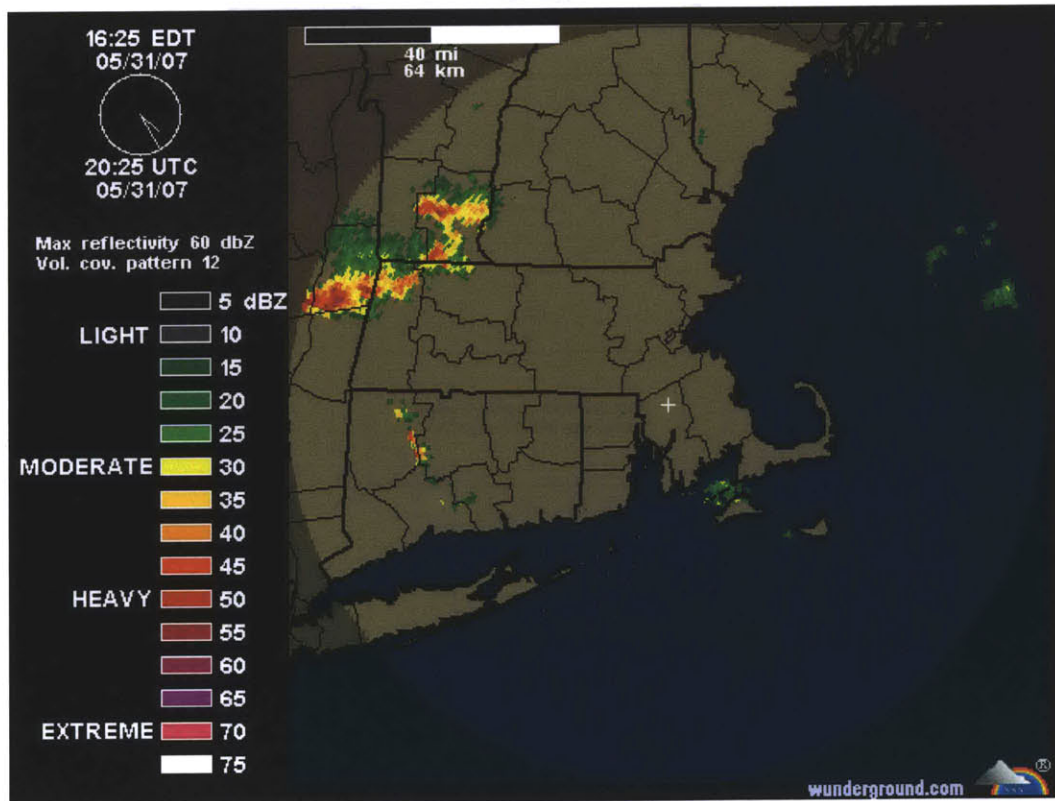 16:25 EDT
05/31/07
20:25 UTC
05/31/07
40 mi
64 km
Max reflectivity 60 dbZ
Vol. cov. pattern 12
5 dBZ
LIGHT 10
15
20
25
MODERATE 30
35
40
45
HEAVY 50
55
60
65
EXTREME 70
75
wunderground.com ®